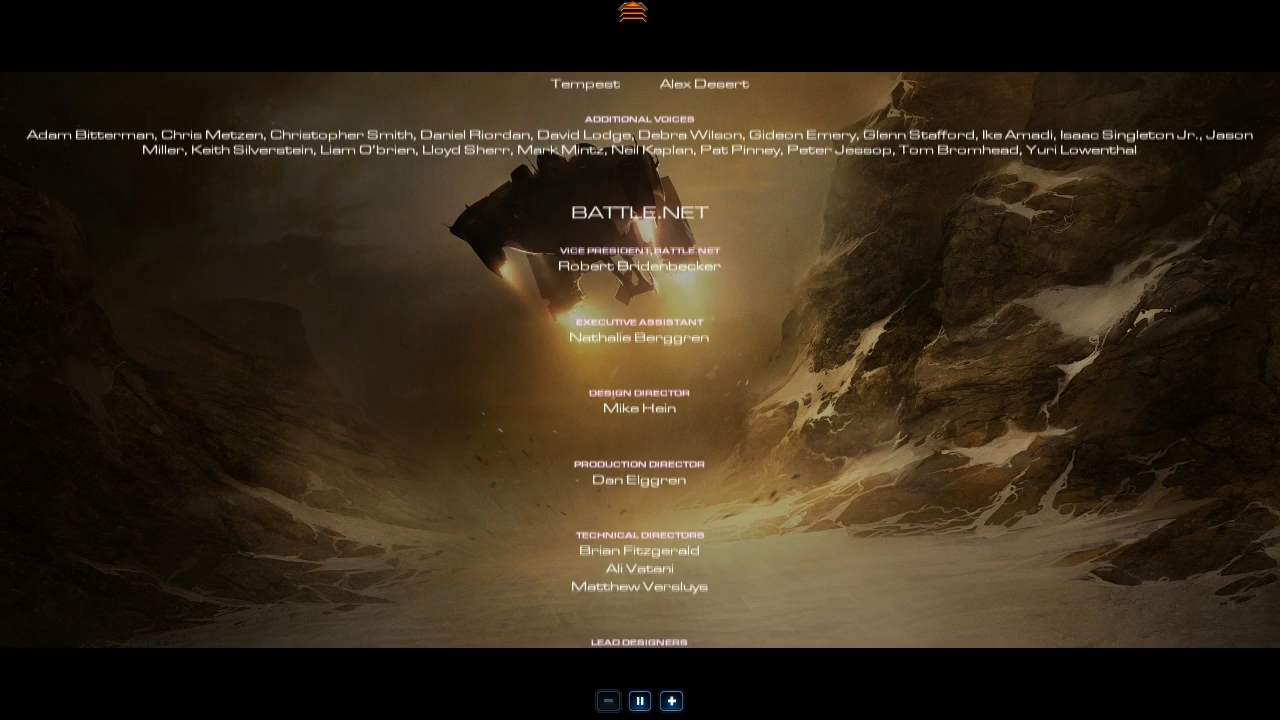 Tempest Alex Desert
ADDITIONAL VOICES
Adam Bitterman, Chris Metzen, Christopher Smith, Daniel Riordan, David Lodge, Debra Wilson, Gideon Emery, Glenn Stafford, Ike Amadi, Isaac Singleton Jr., Jason
Miller, Keith Silverstein, Liam O'brien, Lloyd Sherr, Mark Mintz, Neil Kaplan, Pat Pinney, Peter Jessop, Tom Bromhead, Yuri Lowenthal
BATTLE.NET
VICE PRESIDENT, BATTLE.NET
Robert Bridenbecker
EXECUTIVE ASSISTANT
Nathalie Berggren
DESIGN DIRECTOR
Mike Hein
PRODUCTION DIRECTOR
Dan Elggren
TECHNICAL DIRECTORS
Brian Fitzgerald
Ali Vatani
Matthew Versluys
LEAD DESIGNERS